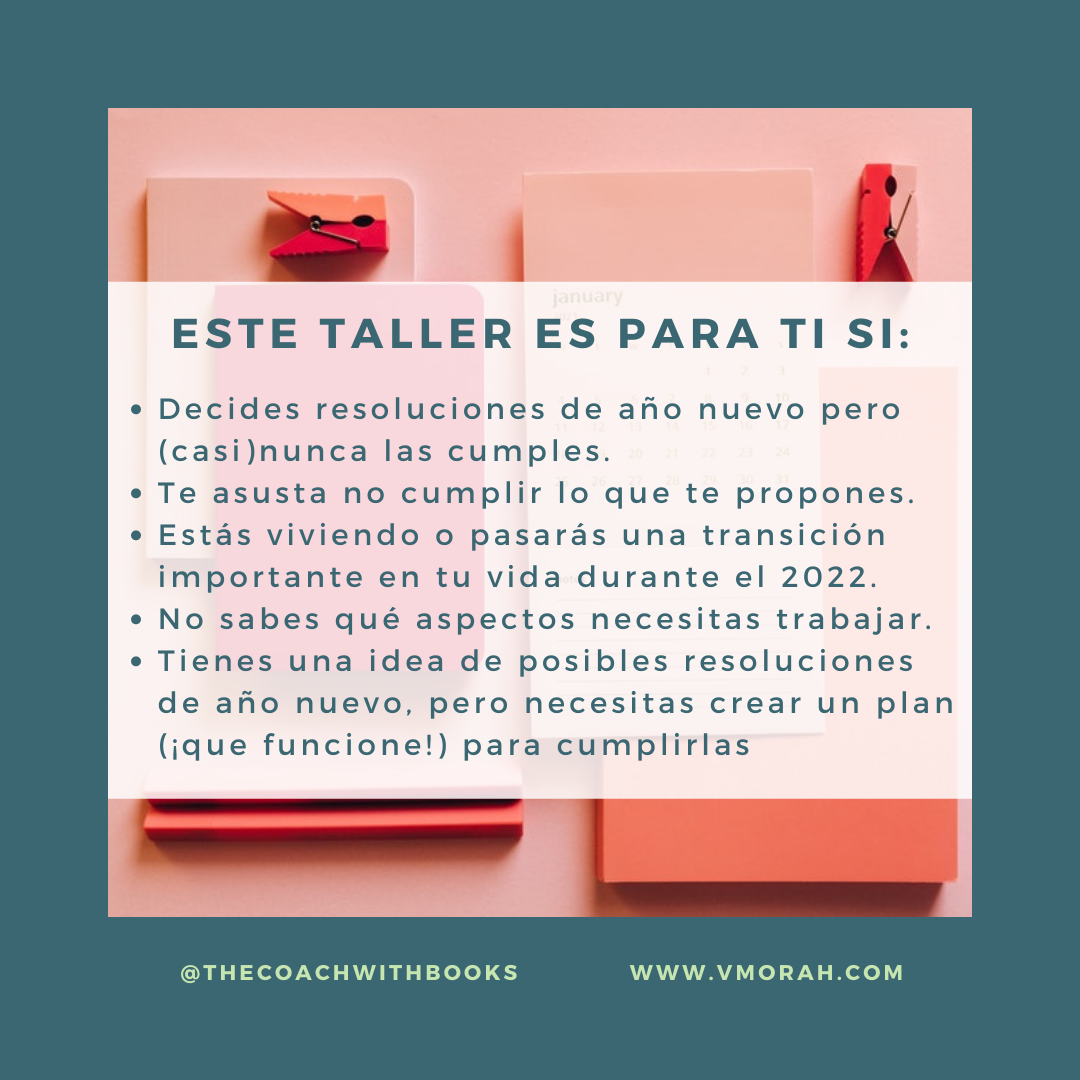 january
ESTE TALLER ES PARA TI SI:
• Decides resoluciones de año nuevo pero
(casi)nunca las cumples.
• Te asusta no cumplir lo que te propones.
• Estás viviendo o pasarás una transición
importante en tu vida durante el 2022.
• No sabes qué aspectos necesitas trabajar.
• Tienes una idea de posibles resoluciones
de año nuevo, pero necesitas crear un plan
(¡que funcione!) para cumplirlas
@THECOACHWITHBOOKS
WWW.VMORAH.COM